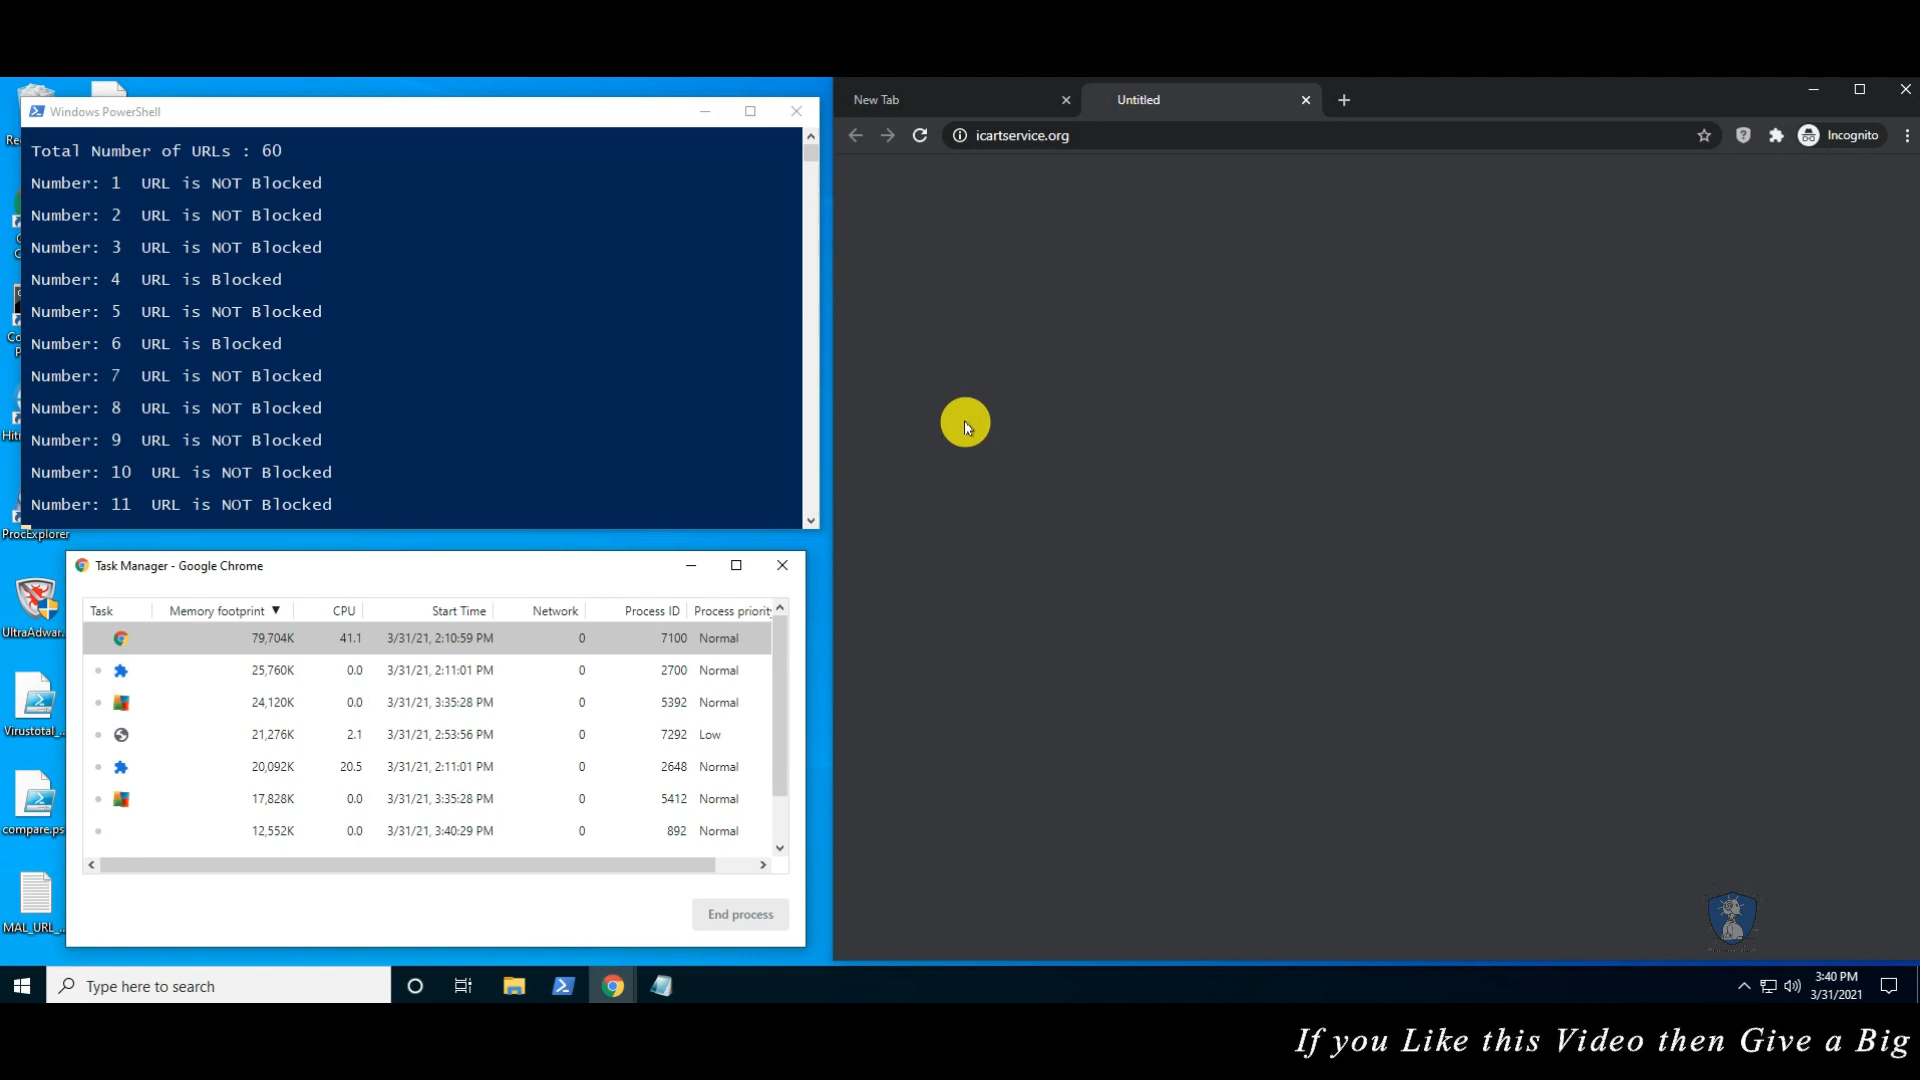 Windows PowerShell
Total Number of URLs : 60
Number: 1 URL is NOT Blocked
Number: 2 URL is NOT Blocked
Number: 3 URL is NOT Blocked
Number: 4 URL is Blocked
Number: 5 URL is NOT Blocked
Number: 6 URL is Blocked
Number: 7 URL is NOT Blocked
Number: 8 URL is NOT Blocked
Number: 9 URL is NOT Blocked
Number: 10 URL is NOT Blocked
Number: 11 URL is NOT Blocked
New Tab
Untitled
icartservice.org
Incognito
ProcExplorer
UltraAdwar...
Virustotal_...
compare.ps
MAL_URL_...
Task Manager - Google Chrome
Task Memory footprint ▼ CPU Start Time Network Process ID Process priority
79,704K 41.1 3/31/21, 2:10:59 PM 0 7100 Normal
25,760K 0.0 3/31/21, 2:11:01 PM 0 2700 Normal
24,120K 0.0 3/31/21, 3:35:28 PM 0 5392 Normal
21,276K 2.1 3/31/21, 2:53:56 PM 0 7292 Low
20,092K 20.5 3/31/21, 2:11:01 PM 0 2648 Normal
17,828K 0.0 3/31/21, 3:35:28 PM 0 5412 Normal
12,552K 0.0 3/31/21, 3:40:29 PM 0 892 Normal
End process
Type here to search
3:40 PM
3/31/2021
If you Like this Video then Give a Big